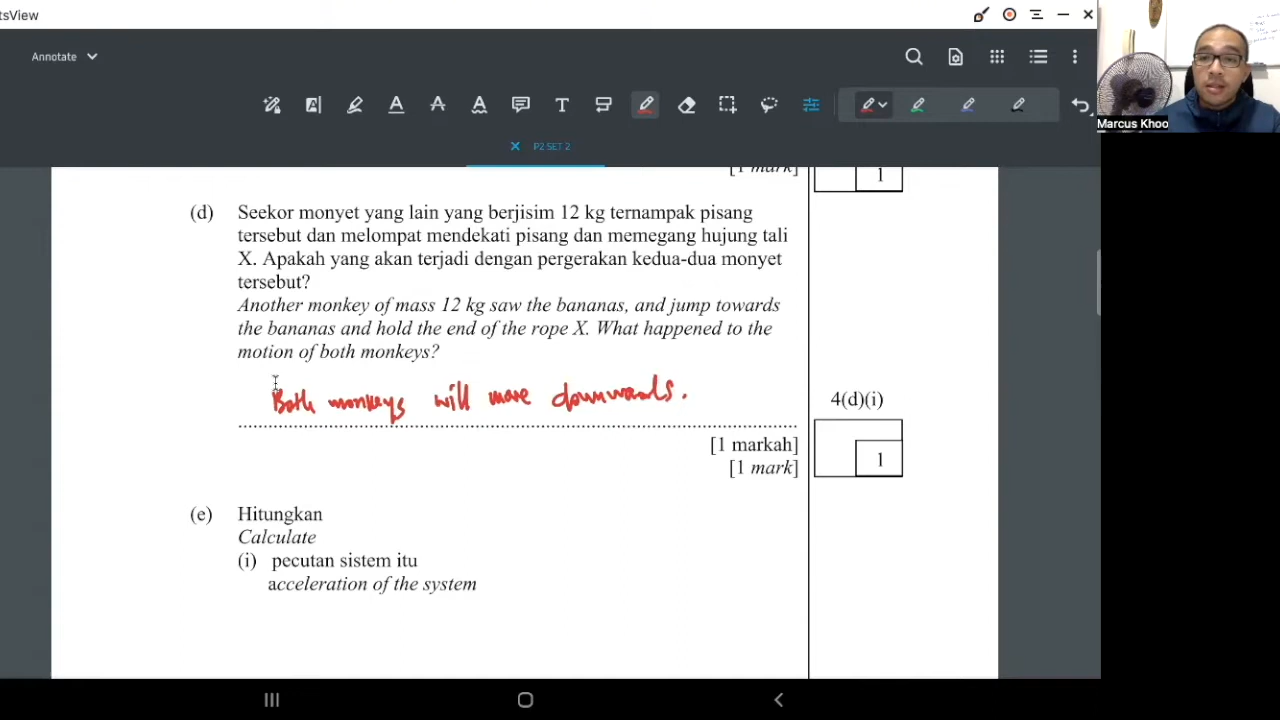 tsView
Annotate
Marcus Khoo
P2 SET 2
[1 mark]
1
(d) Seekor monyet yang lain yang berjisim 12 kg ternampak pisang
tersebut dan melompat mendekati pisang dan memegang hujung tali
X. Apakah yang akan terjadi dengan pergerakan kedua-dua monyet
tersebut?
Another monkey of mass 12 kg saw the bananas, and jump towards
the bananas and hold the end of the rope X. What happened to the
motion of both monkeys?
Both monkeys will move downwards.
4(d)(i)
[1 markah]
[1 mark]
1
(e) Hitungkan
Calculate
(i) pecutan sistem itu
acceleration of the system